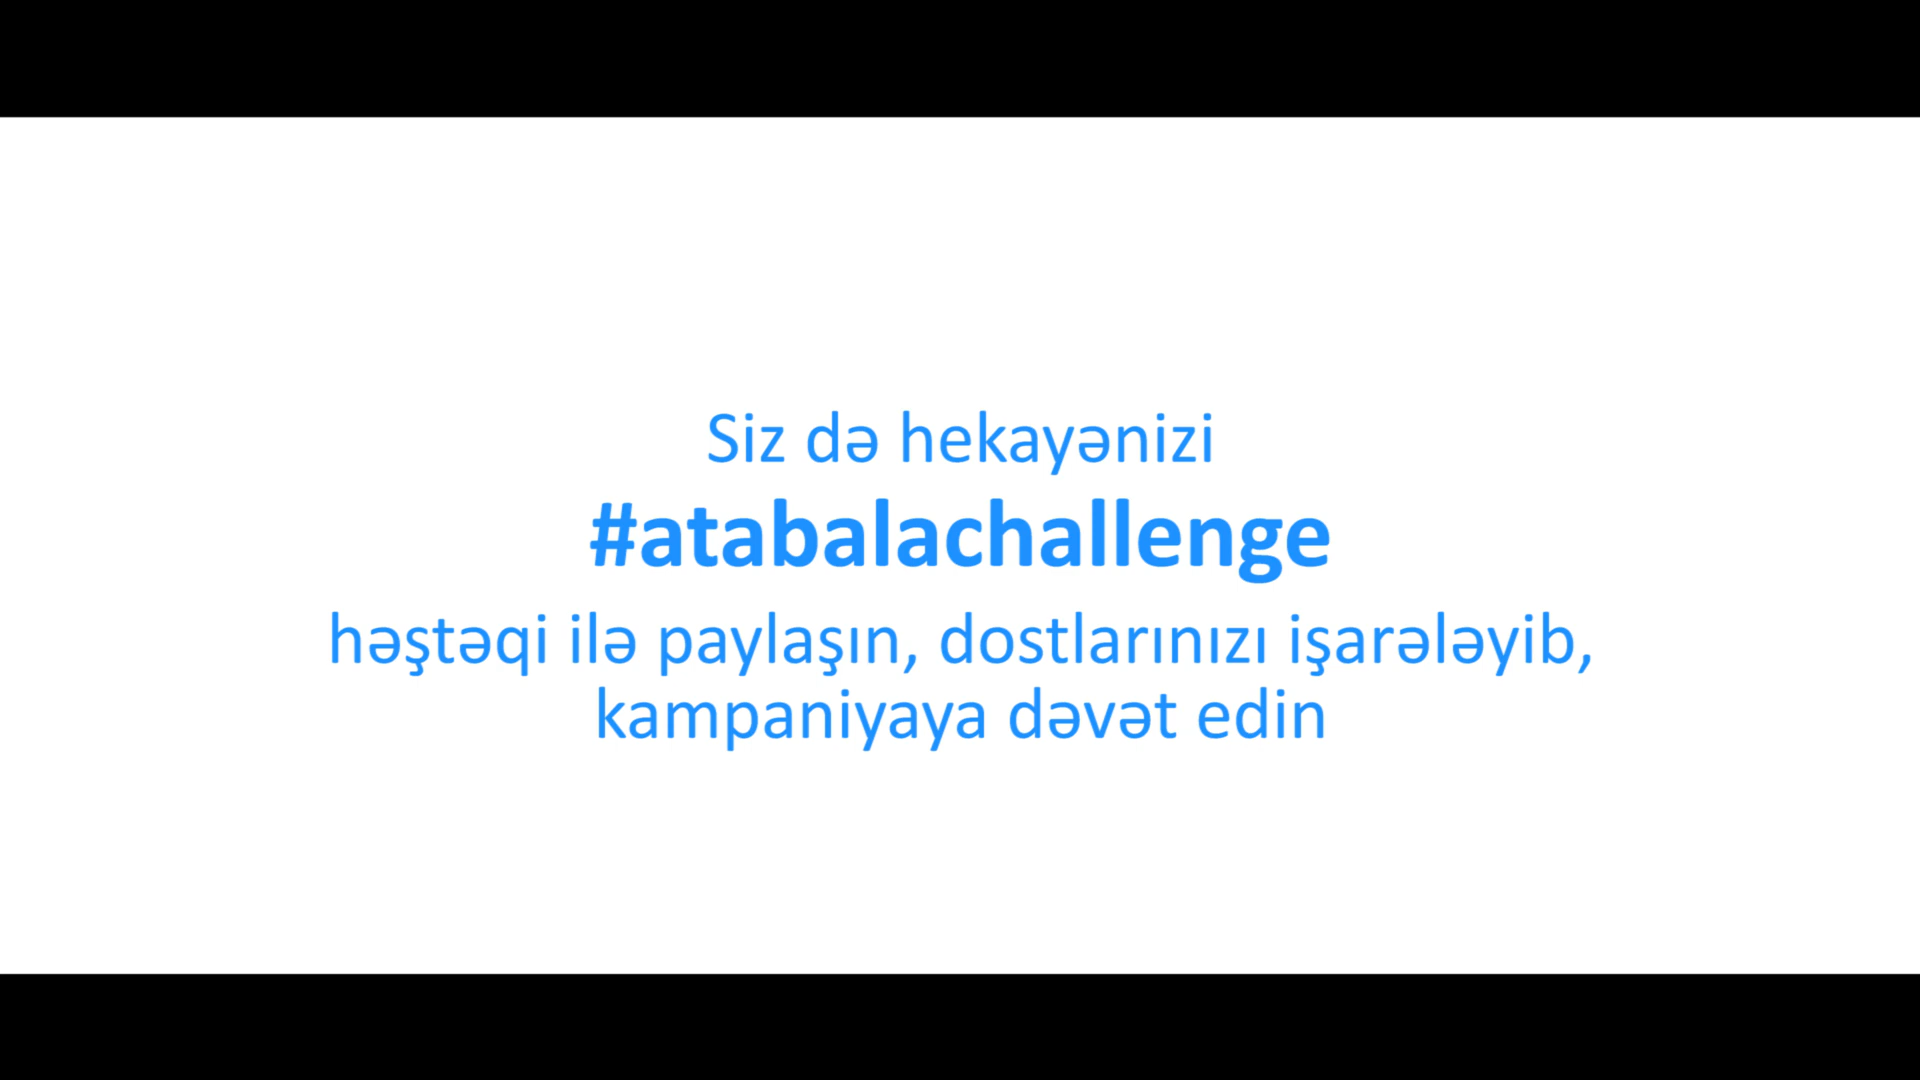 Siz də hekayənizi
#atabalachallenge
həştəqi ilə paylaşın, dostlarınızı işarələyib,
kampaniyaya dəvət edin